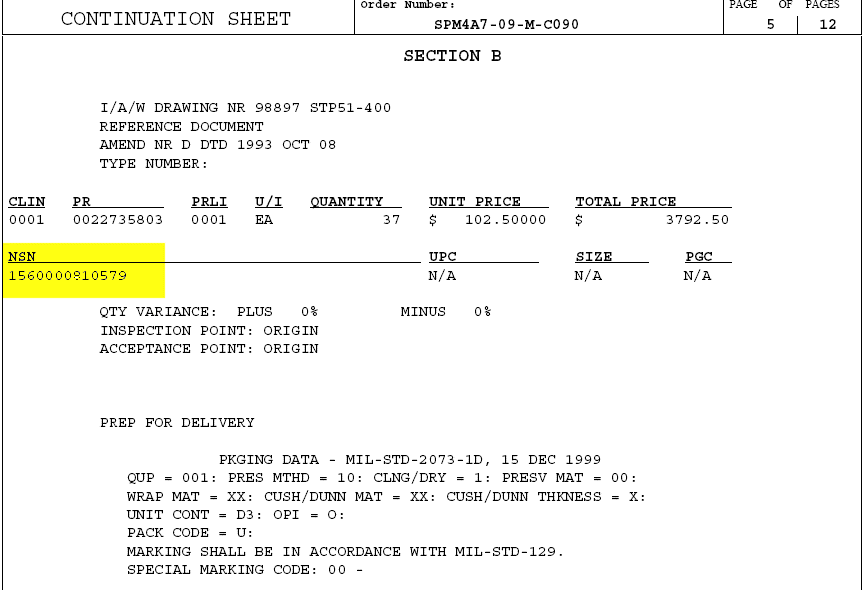 CONTINUATION SHEET
Order Number:
SPM4A7-09-M-C090
PAGE OF PAGES
5 12
SECTION B
I/A/W DRAWING NR 98897 STP51-400
REFERENCE DOCUMENT
AMEND NR D DTD 1993 OCT 08
TYPE NUMBER:
CLIN PR PRLI U/I QUANTITY UNIT PRICE TOTAL PRICE
0001 0022735803 0001 EA 37 $ 102.50000 $ 3792.50
NSN UPC SIZE PGC
1560000810579 N/A N/A N/A
QTY VARIANCE: PLUS 0% MINUS 0%
INSPECTION POINT: ORIGIN
ACCEPTANCE POINT: ORIGIN
PREP FOR DELIVERY
PKGING DATA - MIL-STD-2073-1D, 15 DEC 1999
QUP = 001: PRES MTHD = 10: CLNG/DRY = 1: PRESV MAT = 00:
WRAP MAT = XX: CUSH/DUNN MAT = XX: CUSH/DUNN THKNESS = X:
UNIT CONT = D3: OPI = O:
PACK CODE = U:
MARKING SHALL BE IN ACCORDANCE WITH MIL-STD-129.
SPECIAL MARKING CODE: 00 -